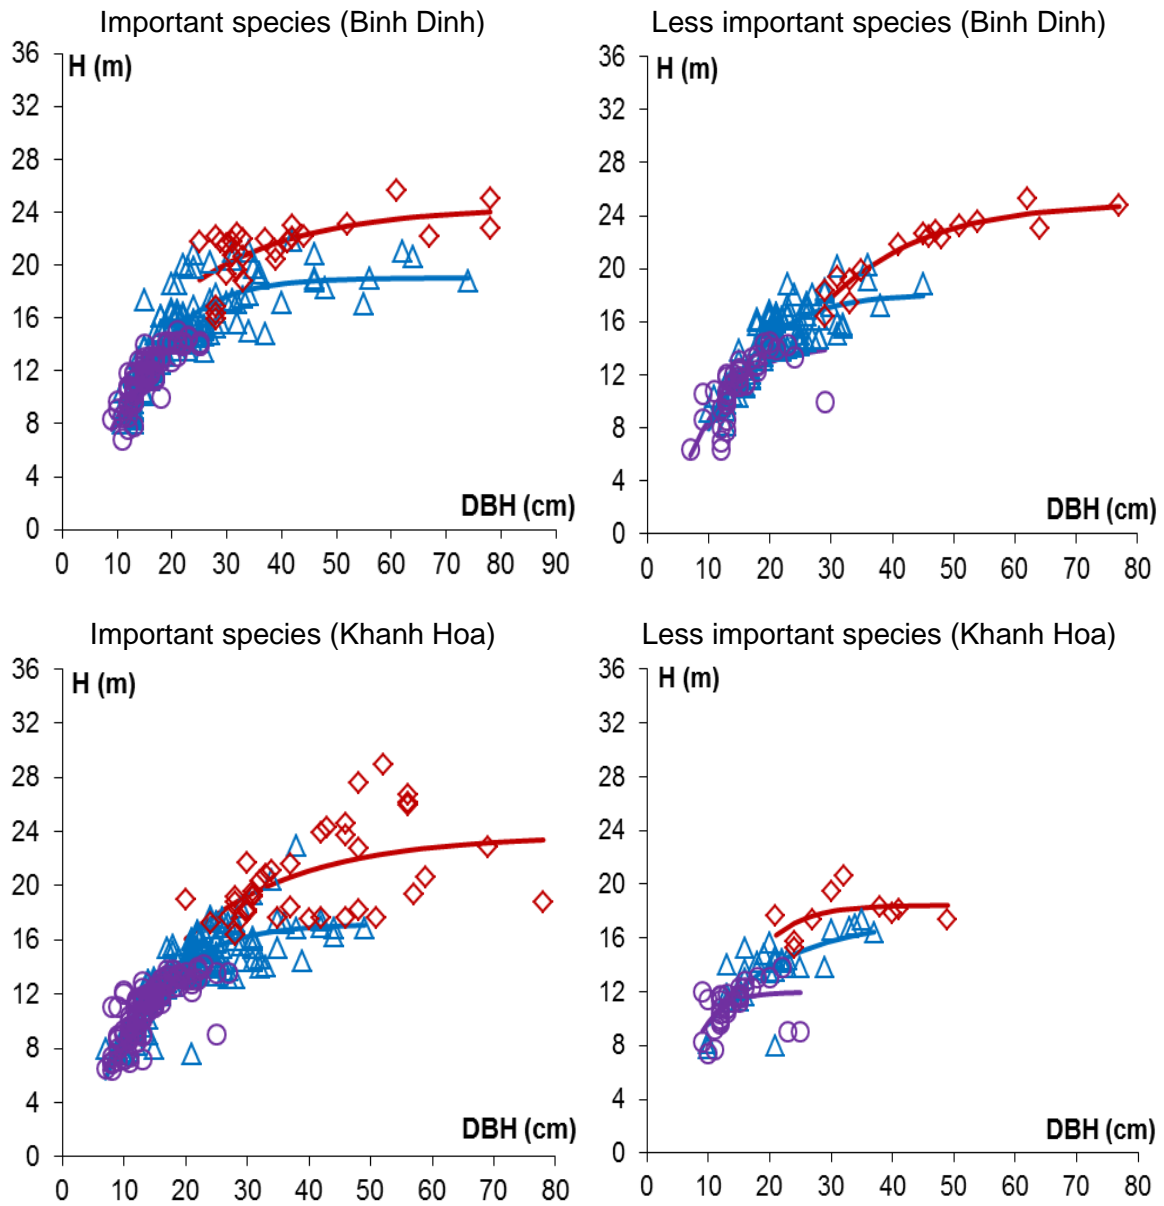 Important species (Binh Dinh)
Less important species (Binh Dinh)
36
H (m)
32
28
24
20
16
12
8
4
0
DBH (cm)
0 10 20 30 40 50 60 70 80 90
36
H (m)
32
28
24
20
16
12
8
4
0
DBH (cm)
0 10 20 30 40 50 60 70 80
Important species (Khanh Hoa)
Less important species (Khanh Hoa)
36
H (m)
32
28
24
20
16
12
8
4
0
DBH (cm)
0 10 20 30 40 50 60 70 80
36
H (m)
32
28
24
20
16
12
8
4
0
DBH (cm)
0 10 20 30 40 50 60 70 80